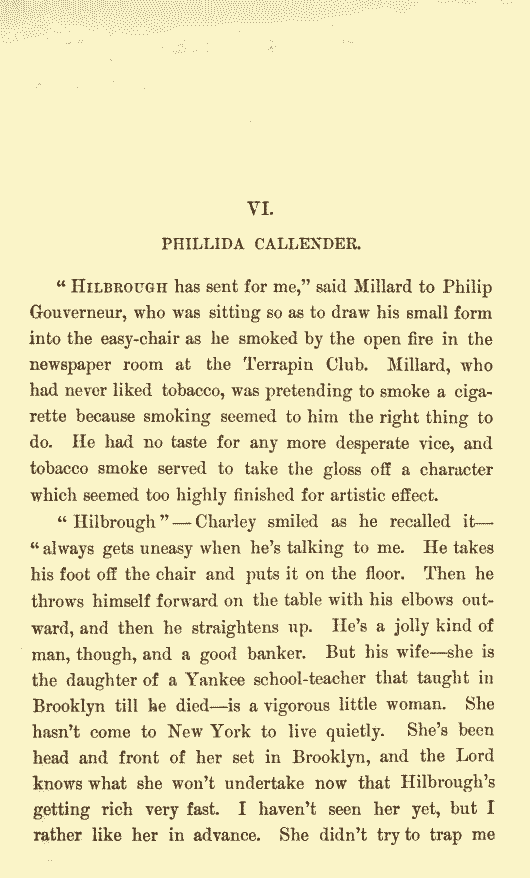 VI.
PHILLIDA CALLENDER.
“ HILBROUGH has sent for me,” said Millard to Philip
Gouverneur, who was sitting so as to draw his small form
into the easy-chair as he smoked by the open fire in the
newspaper room at the Terrapin Club. Millard, who
had never liked tobacco, was pretending to smoke a ciga-
rette because smoking seemed to him the right thing to
do. He had no taste for any more desperate vice, and
tobacco smoke served to take the gloss off a character
which seemed too highly finished for artistic effect.
“ Hilbrough ” — Charley smiled as he recalled it—
“ always gets uneasy when he’s talking to me. He takes
his foot off the chair and puts it on the floor. Then he
throws himself forward on the table with his elbows out-
ward, and then he straightens up. He’s a jolly kind of
man, though, and a good banker. But his wife—she is
the daughter of a Yankee school-teacher that taught in
Brooklyn till he died—is a vigorous little woman. She
hasn’t come to New York to live quietly. She’s been
head and front of her set in Brooklyn, and the Lord
knows what she won’t undertake now that Hilbrough’s
getting rich very fast. I haven’t seen her yet, but I
rather like her in advance. She didn’t try to trap me